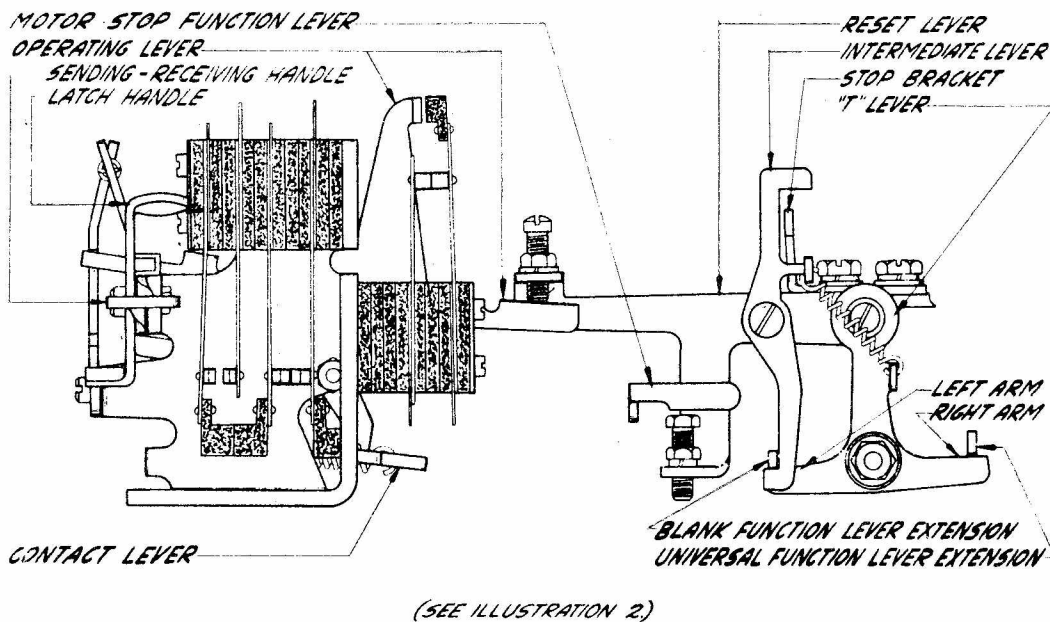 MOTOR STOP FUNCTION LEVER
OPERATING LEVER
SENDING-RECEIVING HANDLE
LATCH HANDLE
RESET LEVER
INTERMEDIATE LEVER
STOP BRACKET
"T" LEVER
LEFT ARM
RIGHT ARM
BLANK FUNCTION LEVER EXTENSION
UNIVERSAL FUNCTION LEVER EXTENSION
CONTACT LEVER
(SEE ILLUSTRATION 2.)